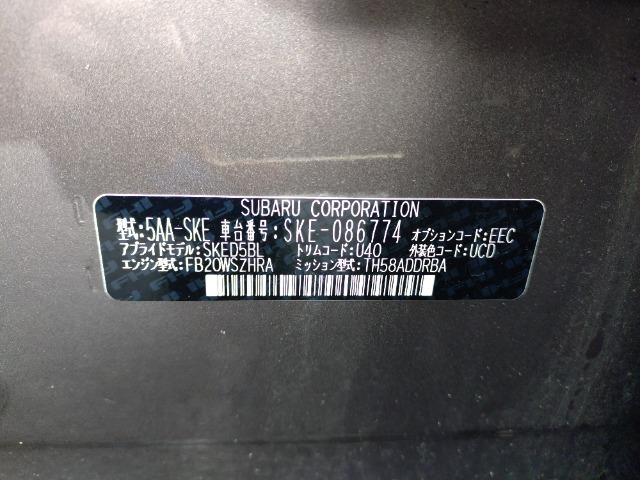 SUBARU CORPORATION
型式:5AA-SKE 車台番号:SKE-086774 オプションコード:EEC
アプライドモデル:SKED5BL トリムコード:U40 外装色コード:UCD
エンジン型式:FB20WSZHRA ミッション型式:TH58ADDRBA